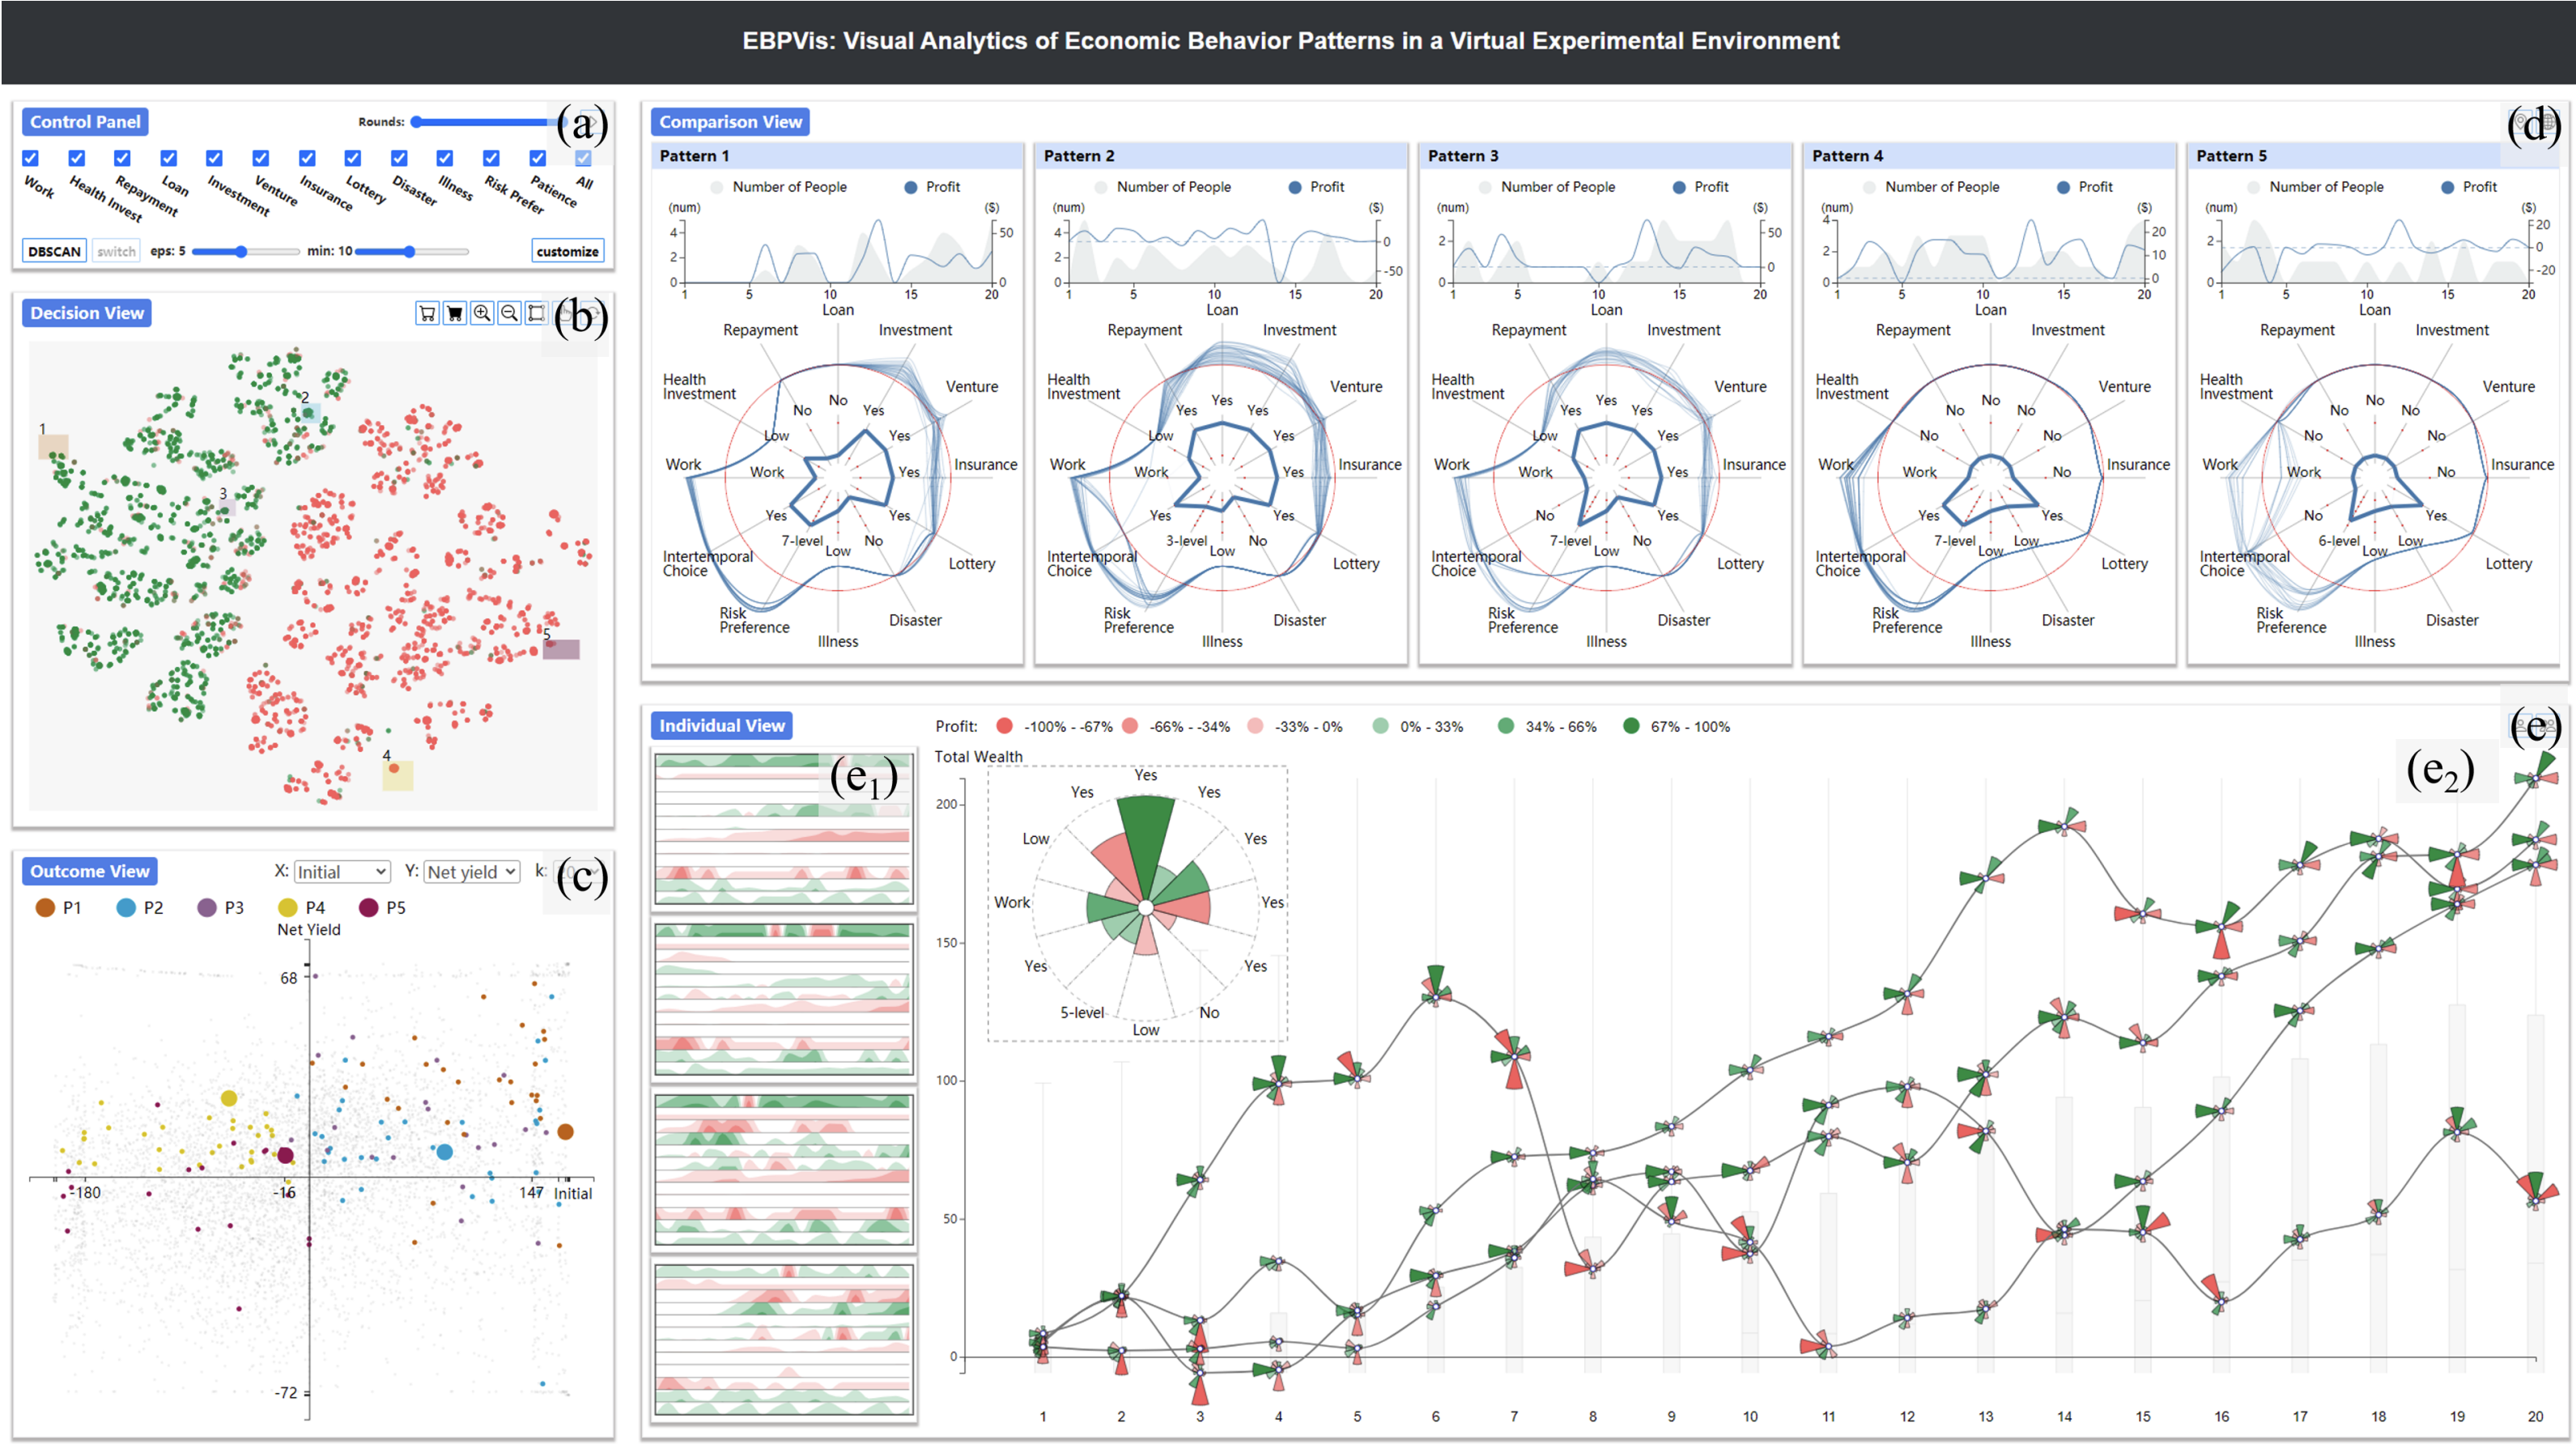 EBPVis: Visual Analytics of Economic Behavior Patterns in a Virtual Experimental Environment
Control Panel
Rounds:
(a)
Work
Health Invest
Repayment
Loan
Investment
Venture
Insurance
Lottery
Disaster
Illness
Risk Prefer
Patience
All
DBSCAN switch eps: 5 min: 10 customize
Decision View
(b)
1
2
3
4
5
Outcome View
X: Initial Y: Net yield k:
(c)
P1 P2 P3 P4 P5
Net Yield
68
-180 -16 147 Initial
-72
Comparison View
(d)
Pattern 1
Number of People Profit
(num) ($)
4 2 0
50 0
1 5 10 15 20
Loan
Repayment Investment
Health Investment Venture
Work Insurance
Intertemporal Choice Lottery
Risk Preference Disaster
Illness
No Yes Yes Yes Yes No Low 7-level Yes Work Low No
Pattern 2
Number of People Profit
(num) ($)
4 2 0
0 -50
1 5 10 15 20
Loan
Repayment Investment
Health Investment Venture
Work Insurance
Intertemporal Choice Lottery
Risk Preference Disaster
Illness
Yes Yes Yes Yes Yes No Low 3-level Yes Work Low Yes
Pattern 3
Number of People Profit
(num) ($)
2 0
50 0
1 5 10 15 20
Loan
Repayment Investment
Health Investment Venture
Work Insurance
Intertemporal Choice Lottery
Risk Preference Disaster
Illness
Yes Yes Yes Yes Yes No Low 7-level No Work Low Yes
Pattern 4
Number of People Profit
(num) ($)
4 2 0
20 10 0
1 5 10 15 20
Loan
Repayment Investment
Health Investment Venture
Work Insurance
Intertemporal Choice Lottery
Risk Preference Disaster
Illness
No No No No Yes Low Low 7-level Yes Work No No
Pattern 5
Number of People Profit
(num) ($)
2 0
20 0 -20
1 5 10 15 20
Loan
Repayment Investment
Health Investment Venture
Work Insurance
Intertemporal Choice Lottery
Risk Preference Disaster
Illness
No No No No Yes Low Low 6-level No Work No No
Individual View
Profit: -100% - -67% -66% - -34% -33% - 0% 0% - 33% 34% - 66% 67% - 100%
(e)
(e1)
(e2)
Total Wealth
200
150
100
50
0
Yes
Yes Yes
Low Yes
Work Yes
Yes Yes
5-level No
Low
1 2 3 4 5 6 7 8 9 10 11 12 13 14 15 16 17 18 19 20